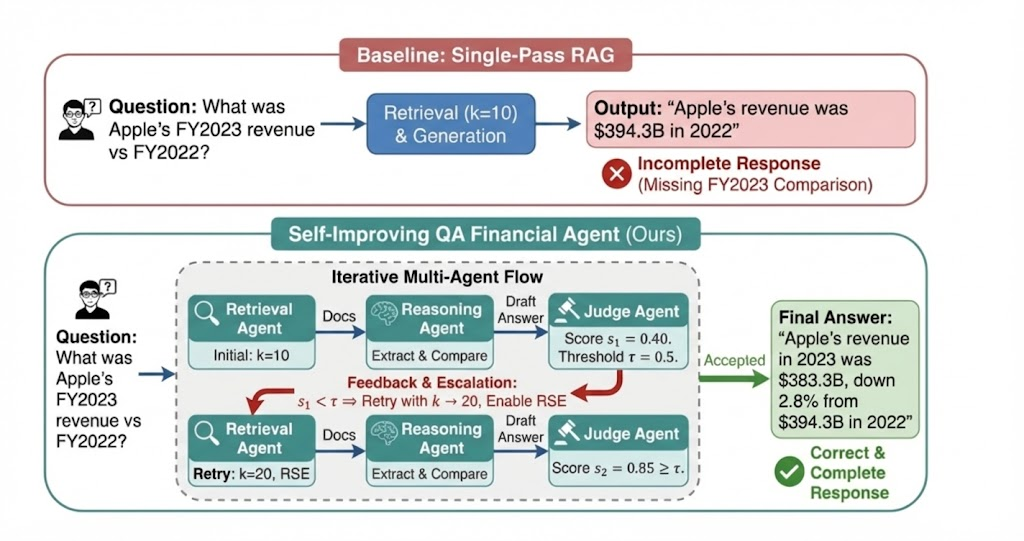 Baseline: Single-Pass RAG
?
Question: What was
Apple's FY2023 revenue
vs FY2022?
Retrieval (k=10)
& Generation
Output: "Apple's revenue was
$394.3B in 2022"
Incomplete Response
(Missing FY2023 Comparison)
Self-Improving QA Financial Agent (Ours)
?
Question:
What was
Apple's
FY2023
revenue vs
FY2022?
Iterative Multi-Agent Flow
Retrieval
Agent
Initial: k=10
Docs
Reasoning
Agent
Extract & Compare
Draft
Answer
Judge Agent
Score s₁ = 0.40.
Threshold τ = 0.5.
Feedback & Escalation:
s₁ < τ ⇒ Retry with k → 20, Enable RSE
Retrieval
Agent
Retry: k=20, RSE
Docs
Reasoning
Agent
Extract & Compare
Draft
Answer
Judge Agent
Score s₂ = 0.85 ≥ τ.
Accepted
Final Answer:
"Apple's revenue
in 2023 was
$383.3B, down
2.8% from
$394.3B in 2022"
Correct &
Complete
Response